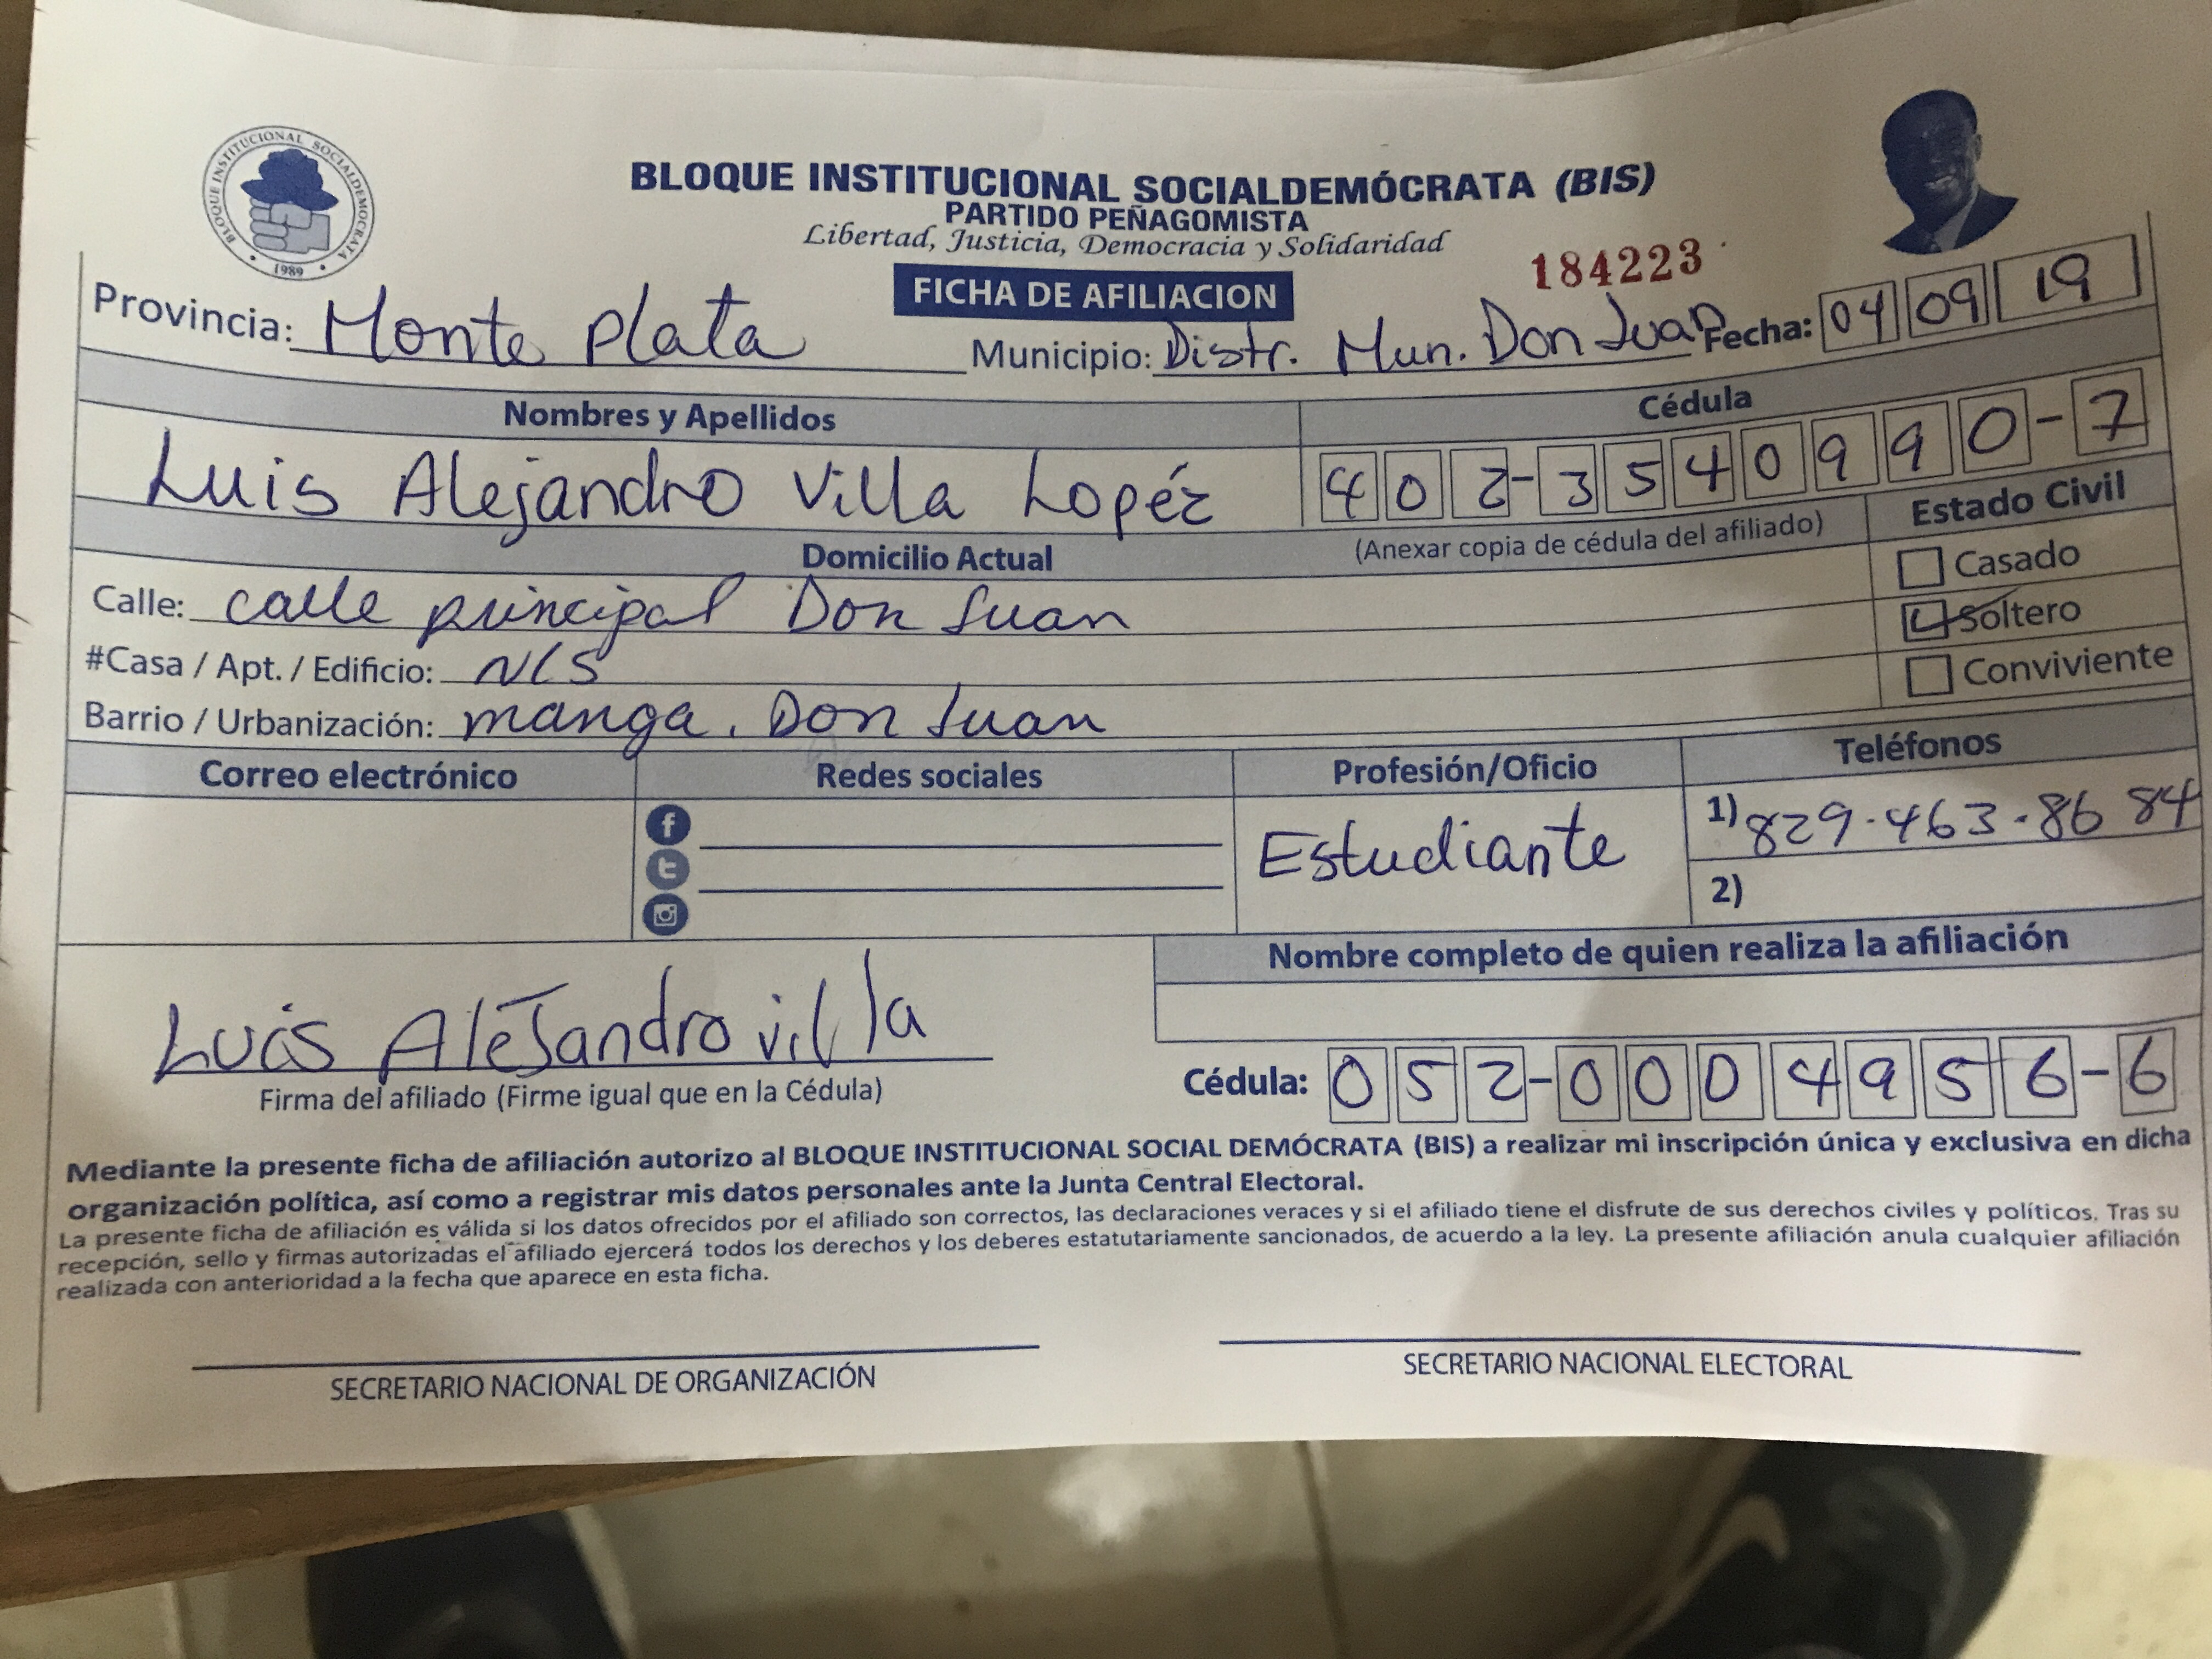 BLOQUE INSTITUCIONAL SOCIALDEMOCRATA
1989
BLOQUE INSTITUCIONAL SOCIALDEMÓCRATA (BIS)
PARTIDO PEÑAGOMISTA
Libertad, Justicia, Democracia y Solidaridad
184223
FICHA DE AFILIACION
Provincia: Monte Plata Municipio: Distr. Mun. Don Juan Fecha: 04 09 19
Nombres y Apellidos Cédula
Luis Alejandro Villa Lopéz 402-3540990-7
(Anexar copia de cédula del afiliado) Estado Civil
Domicilio Actual Casado
Calle: calle principal Don Juan Soltero
#Casa / Apt. / Edificio: N/S Conviviente
Barrio / Urbanización: manga. Don Juan
Correo electrónico Redes sociales Profesión/Oficio Teléfonos
Estudiante 1) 829.463.8684
2)
Nombre completo de quien realiza la afiliación
Luis AleJandro villa
Firma del afiliado (Firme igual que en la Cédula) Cédula: 052-0004956-6
Mediante la presente ficha de afiliación autorizo al BLOQUE INSTITUCIONAL SOCIAL DEMÓCRATA (BIS) a realizar mi inscripción única y exclusiva en dicha
organización política, así como a registrar mis datos personales ante la Junta Central Electoral.
La presente ficha de afiliación es válida si los datos ofrecidos por el afiliado son correctos, las declaraciones veraces y si el afiliado tiene el disfrute de sus derechos civiles y políticos. Tras su
recepción, sello y firmas autorizadas el afiliado ejercerá todos los derechos y los deberes estatutariamente sancionados, de acuerdo a la ley. La presente afiliación anula cualquier afiliación
realizada con anterioridad a la fecha que aparece en esta ficha.
SECRETARIO NACIONAL DE ORGANIZACIÓN SECRETARIO NACIONAL ELECTORAL